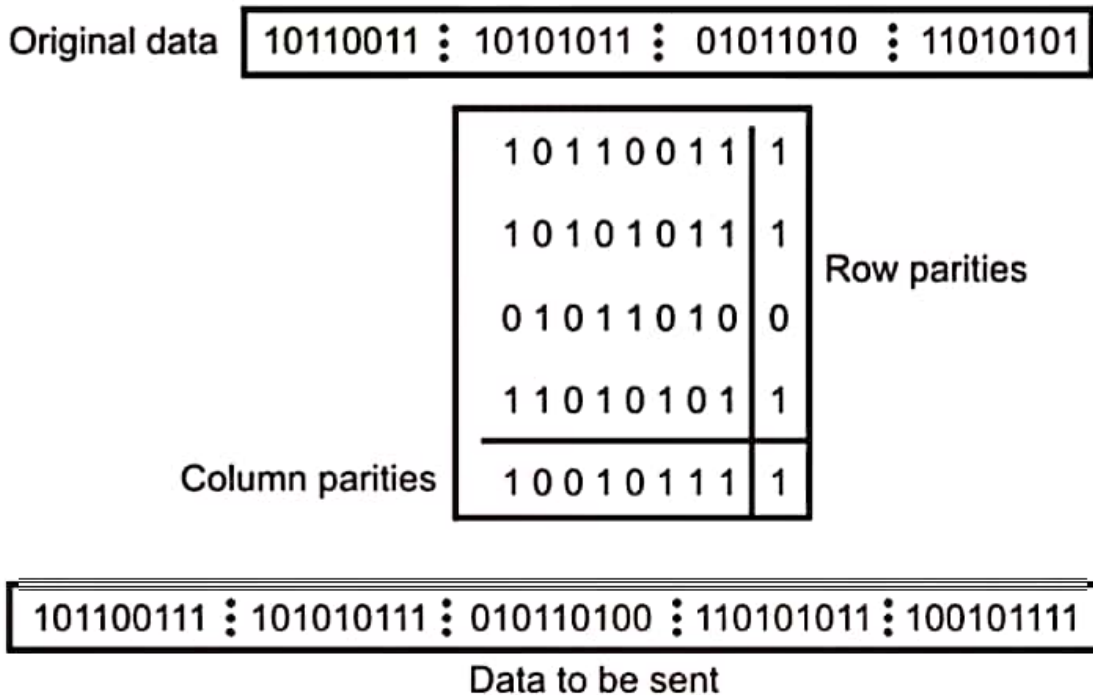 Original data 10110011 ⋮ 10101011 ⋮ 01011010 ⋮ 11010101
1 0 1 1 0 0 1 1 1
1 0 1 0 1 0 1 1 1
Row parities
0 1 0 1 1 0 1 0 0
1 1 0 1 0 1 0 1 1
Column parities 1 0 0 1 0 1 1 1 1
101100111 ⋮ 101010111 ⋮ 010110100 ⋮ 110101011 ⋮ 100101111
Data to be sent